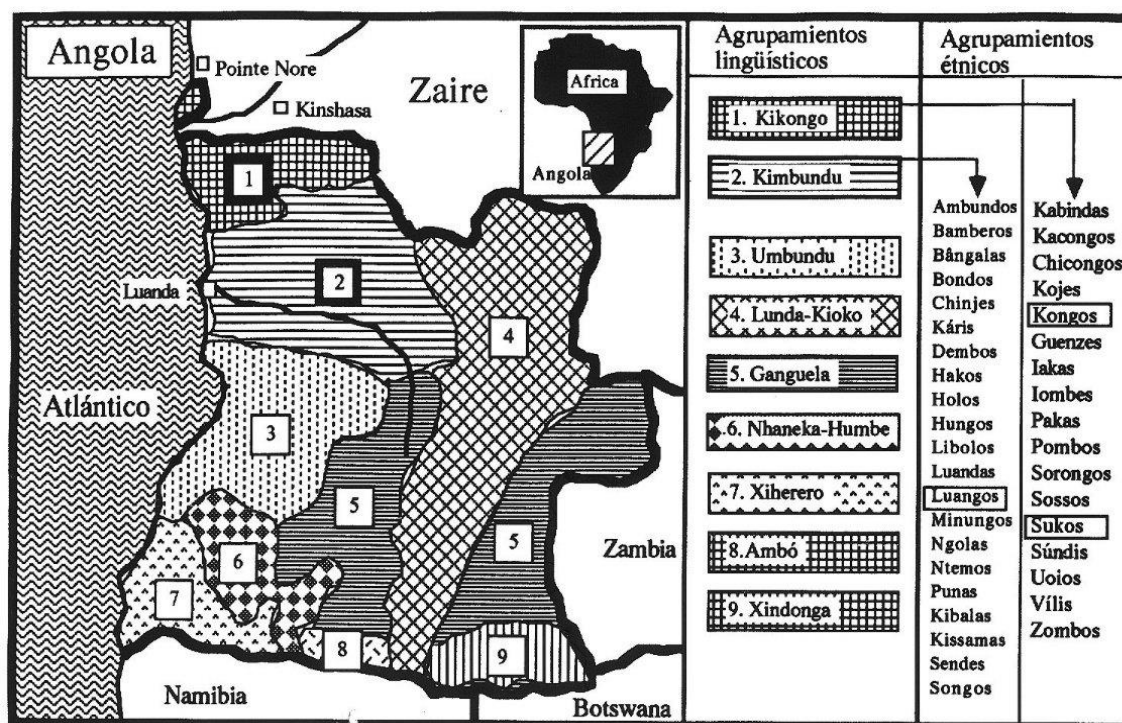 Angola
Pointe Nore
Kinshasa
Zaire
Africa
Angola
1
2
Luanda
3
4
Atlántico
5
5
6
7
8
9
Zambia
Namibia
Botswana
Agrupamientos
lingüísticos
1. Kikongo
2. Kimbundu
3. Umbundu
4. Lunda-Kioko
5. Ganguela
6. Nhaneka-Humbe
7. Xiherero
8. Ambó
9. Xindonga
Agrupamientos
étnicos
Ambundos
Bamberos
Bângalas
Bondos
Chinjes
Káris
Dembos
Hakos
Holos
Hungos
Libolos
Luandas
Luangos
Minungos
Ngolas
Ntemos
Punas
Kibalas
Kissamas
Sendes
Songos
Kabindas
Kacongos
Chicongos
Kojes
Kongos
Guenzes
Iakas
Iombes
Pakas
Pombos
Sorongos
Sossos
Sukos
Súndis
Uoios
Vílis
Zombos